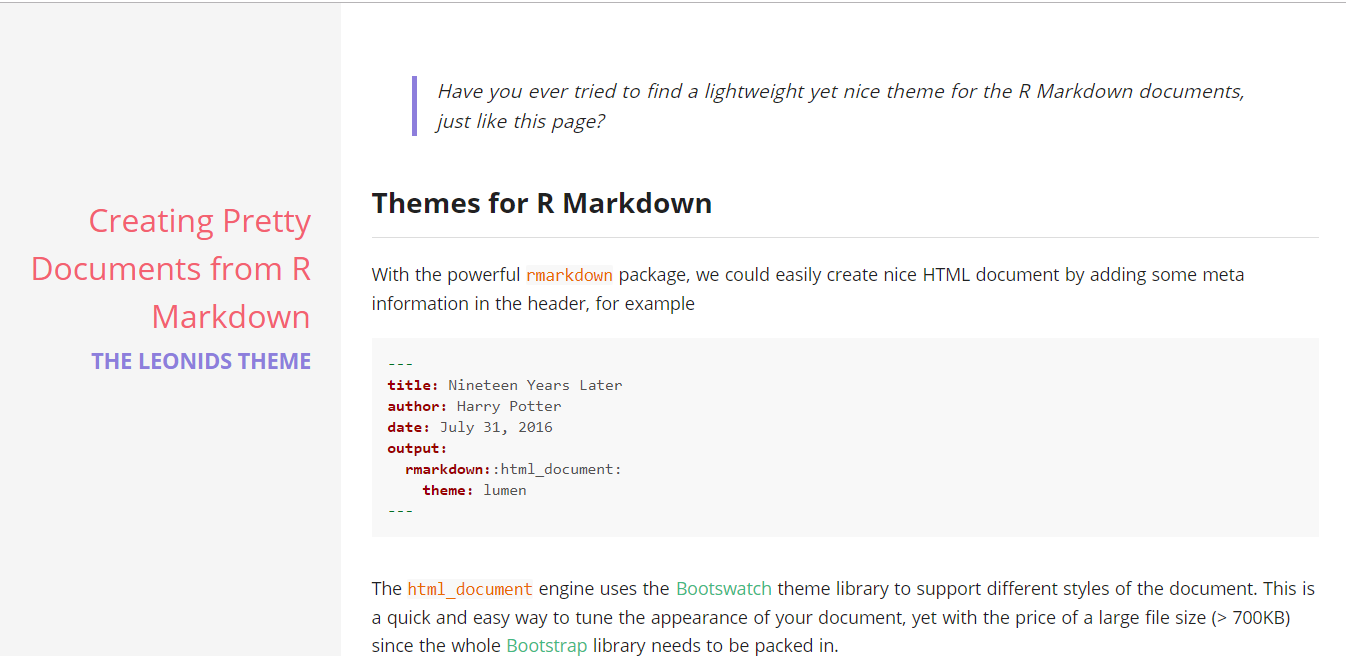 Creating Pretty
Documents from R
Markdown
THE LEONIDS THEME
Have you ever tried to find a lightweight yet nice theme for the R Markdown documents,
just like this page?
Themes for R Markdown
With the powerful rmarkdown package, we could easily create nice HTML document by adding some meta
information in the header, for example
---
title: Nineteen Years Later
author: Harry Potter
date: July 31, 2016
output:
  rmarkdown::html_document:
    theme: lumen
---
The html_document engine uses the Bootswatch theme library to support different styles of the document. This is
a quick and easy way to tune the appearance of your document, yet with the price of a large file size (> 700KB)
since the whole Bootstrap library needs to be packed in.